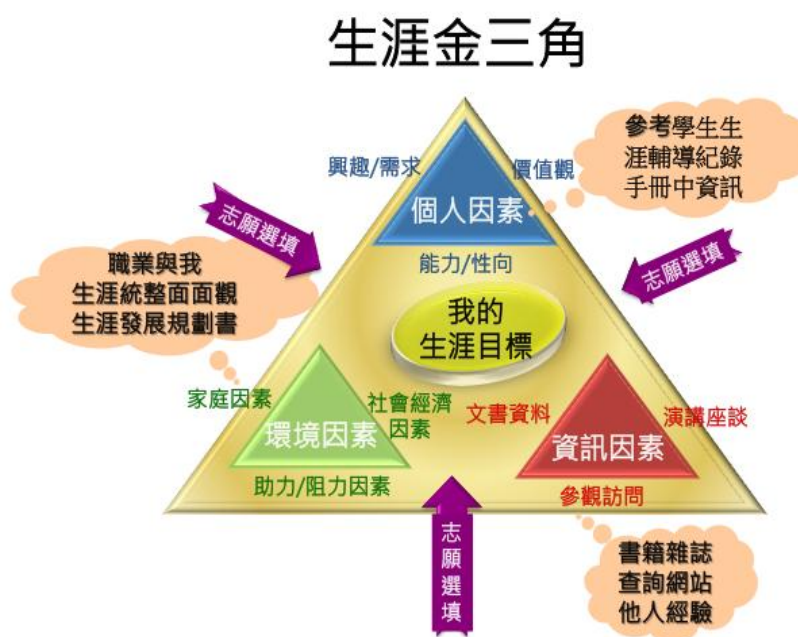 生涯金三角
參考學生生
涯輔導紀錄
手冊中資訊
興趣/需求
價值觀
個人因素
能力/性向
志願選填
志願選填
職業與我
生涯統整面面觀
生涯發展規劃書
我的
生涯目標
家庭因素
社會經濟
因素
環境因素
助力/阻力因素
文書資料
演講座談
資訊因素
參觀訪問
志願選填
書籍雜誌
查詢網站
他人經驗